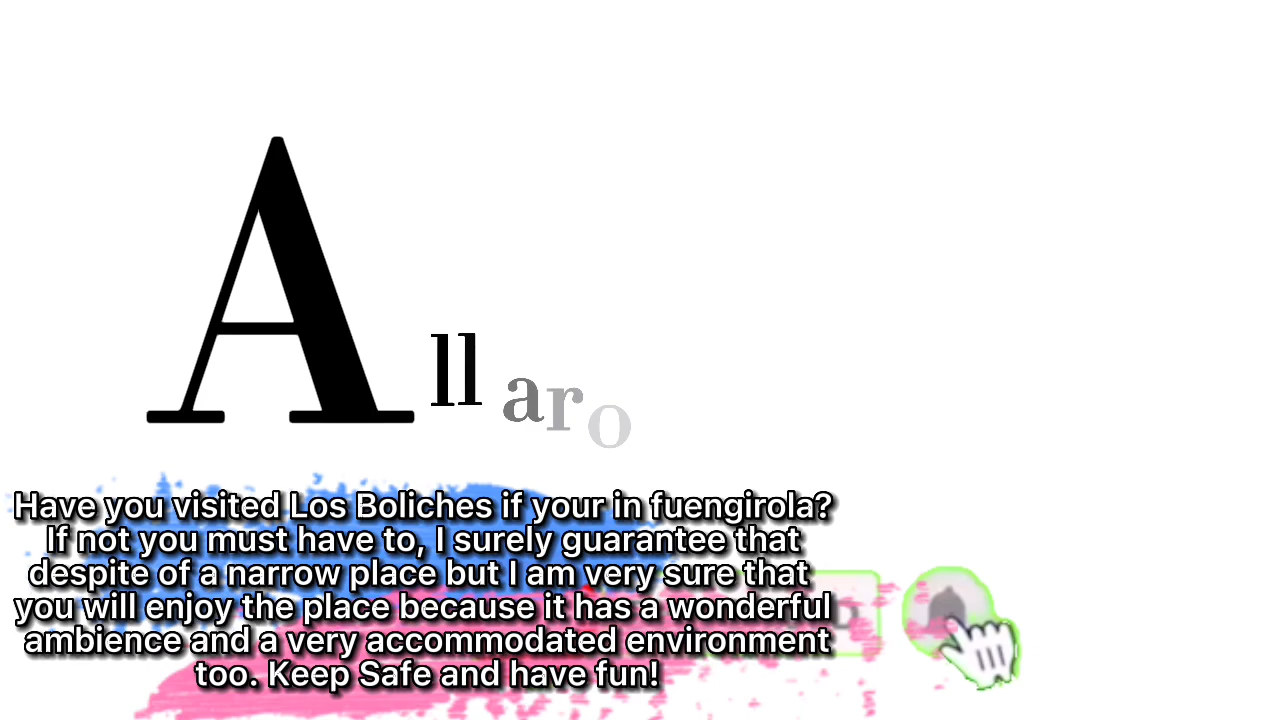 All aro
Have you visited Los Boliches if your in fuengirola?
If not you must have to, I surely guarantee that
despite of a narrow place but I am very sure that
you will enjoy the place because it has a wonderful
ambience and a very accommodated environment
too. Keep Safe and have fun!